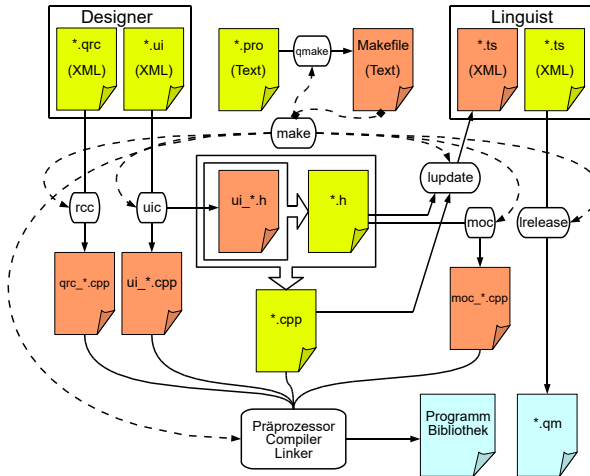 Designer
Linguist
*.qrc
(XML)
*.ui
(XML)
*.pro
(Text)
qmake
Makefile
(Text)
*.ts
(XML)
*.ts
(XML)
make
lupdate
rcc
uic
ui_*.h
*.h
moc
lrelease
qrc_*.cpp
ui_*.cpp
*.cpp
moc_*.cpp
Präprozessor
Compiler
Linker
Programm
Bibliothek
*.qm